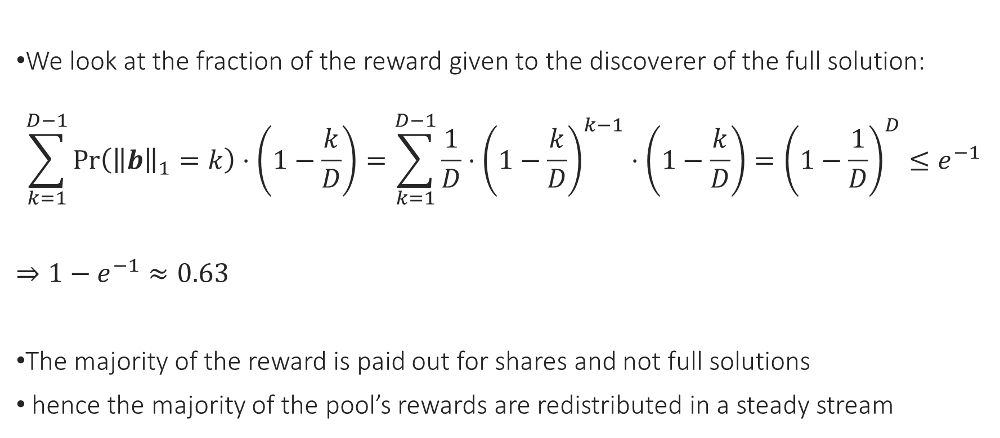 •We look at the fraction of the reward given to the discoverer of the full solution:
$\sum_{k=1}^{D-1} \Pr(\|\boldsymbol{b}\|_1 = k) \cdot \left(1 - \frac{k}{D}\right) = \sum_{k=1}^{D-1} \frac{1}{D} \cdot \left(1 - \frac{k}{D}\right)^{k-1} \cdot \left(1 - \frac{k}{D}\right) = \left(1 - \frac{1}{D}\right)^D \leq e^{-1}$
$\Rightarrow 1 - e^{-1} \approx 0.63$
•The majority of the reward is paid out for shares and not full solutions
• hence the majority of the pool’s rewards are redistributed in a steady stream